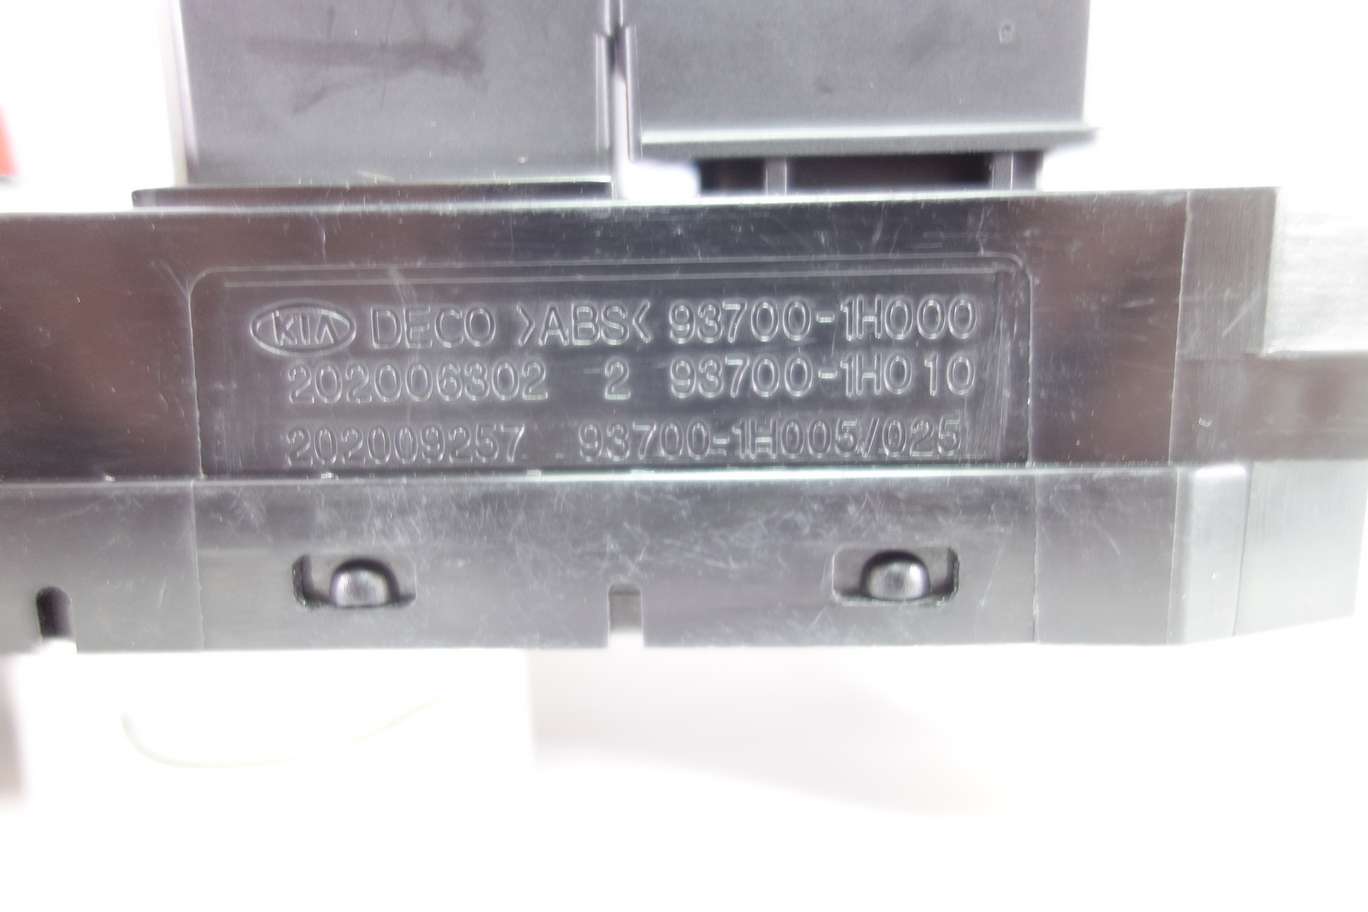 KIA DECO >ABS< 93700-1H000
202006302 2 93700-1H010
202009257 93700-1H005/025